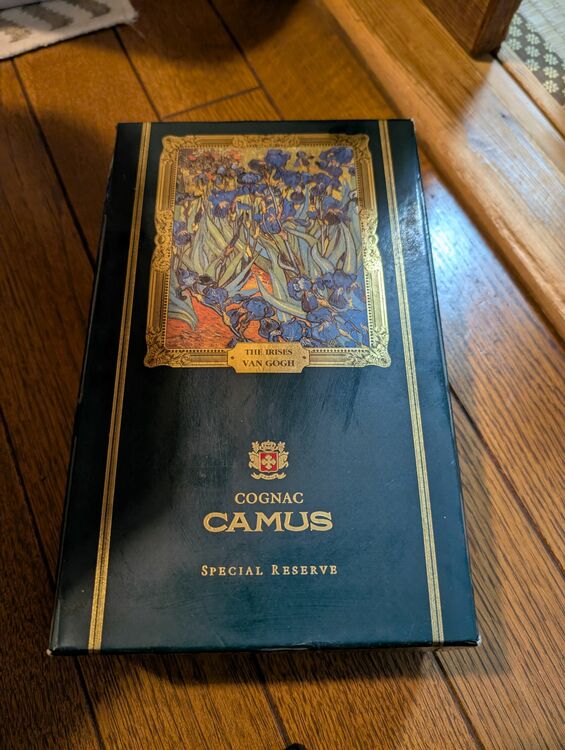 THE IRISES
VAN GOGH
COGNAC
CAMUS
SPECIAL RESERVE